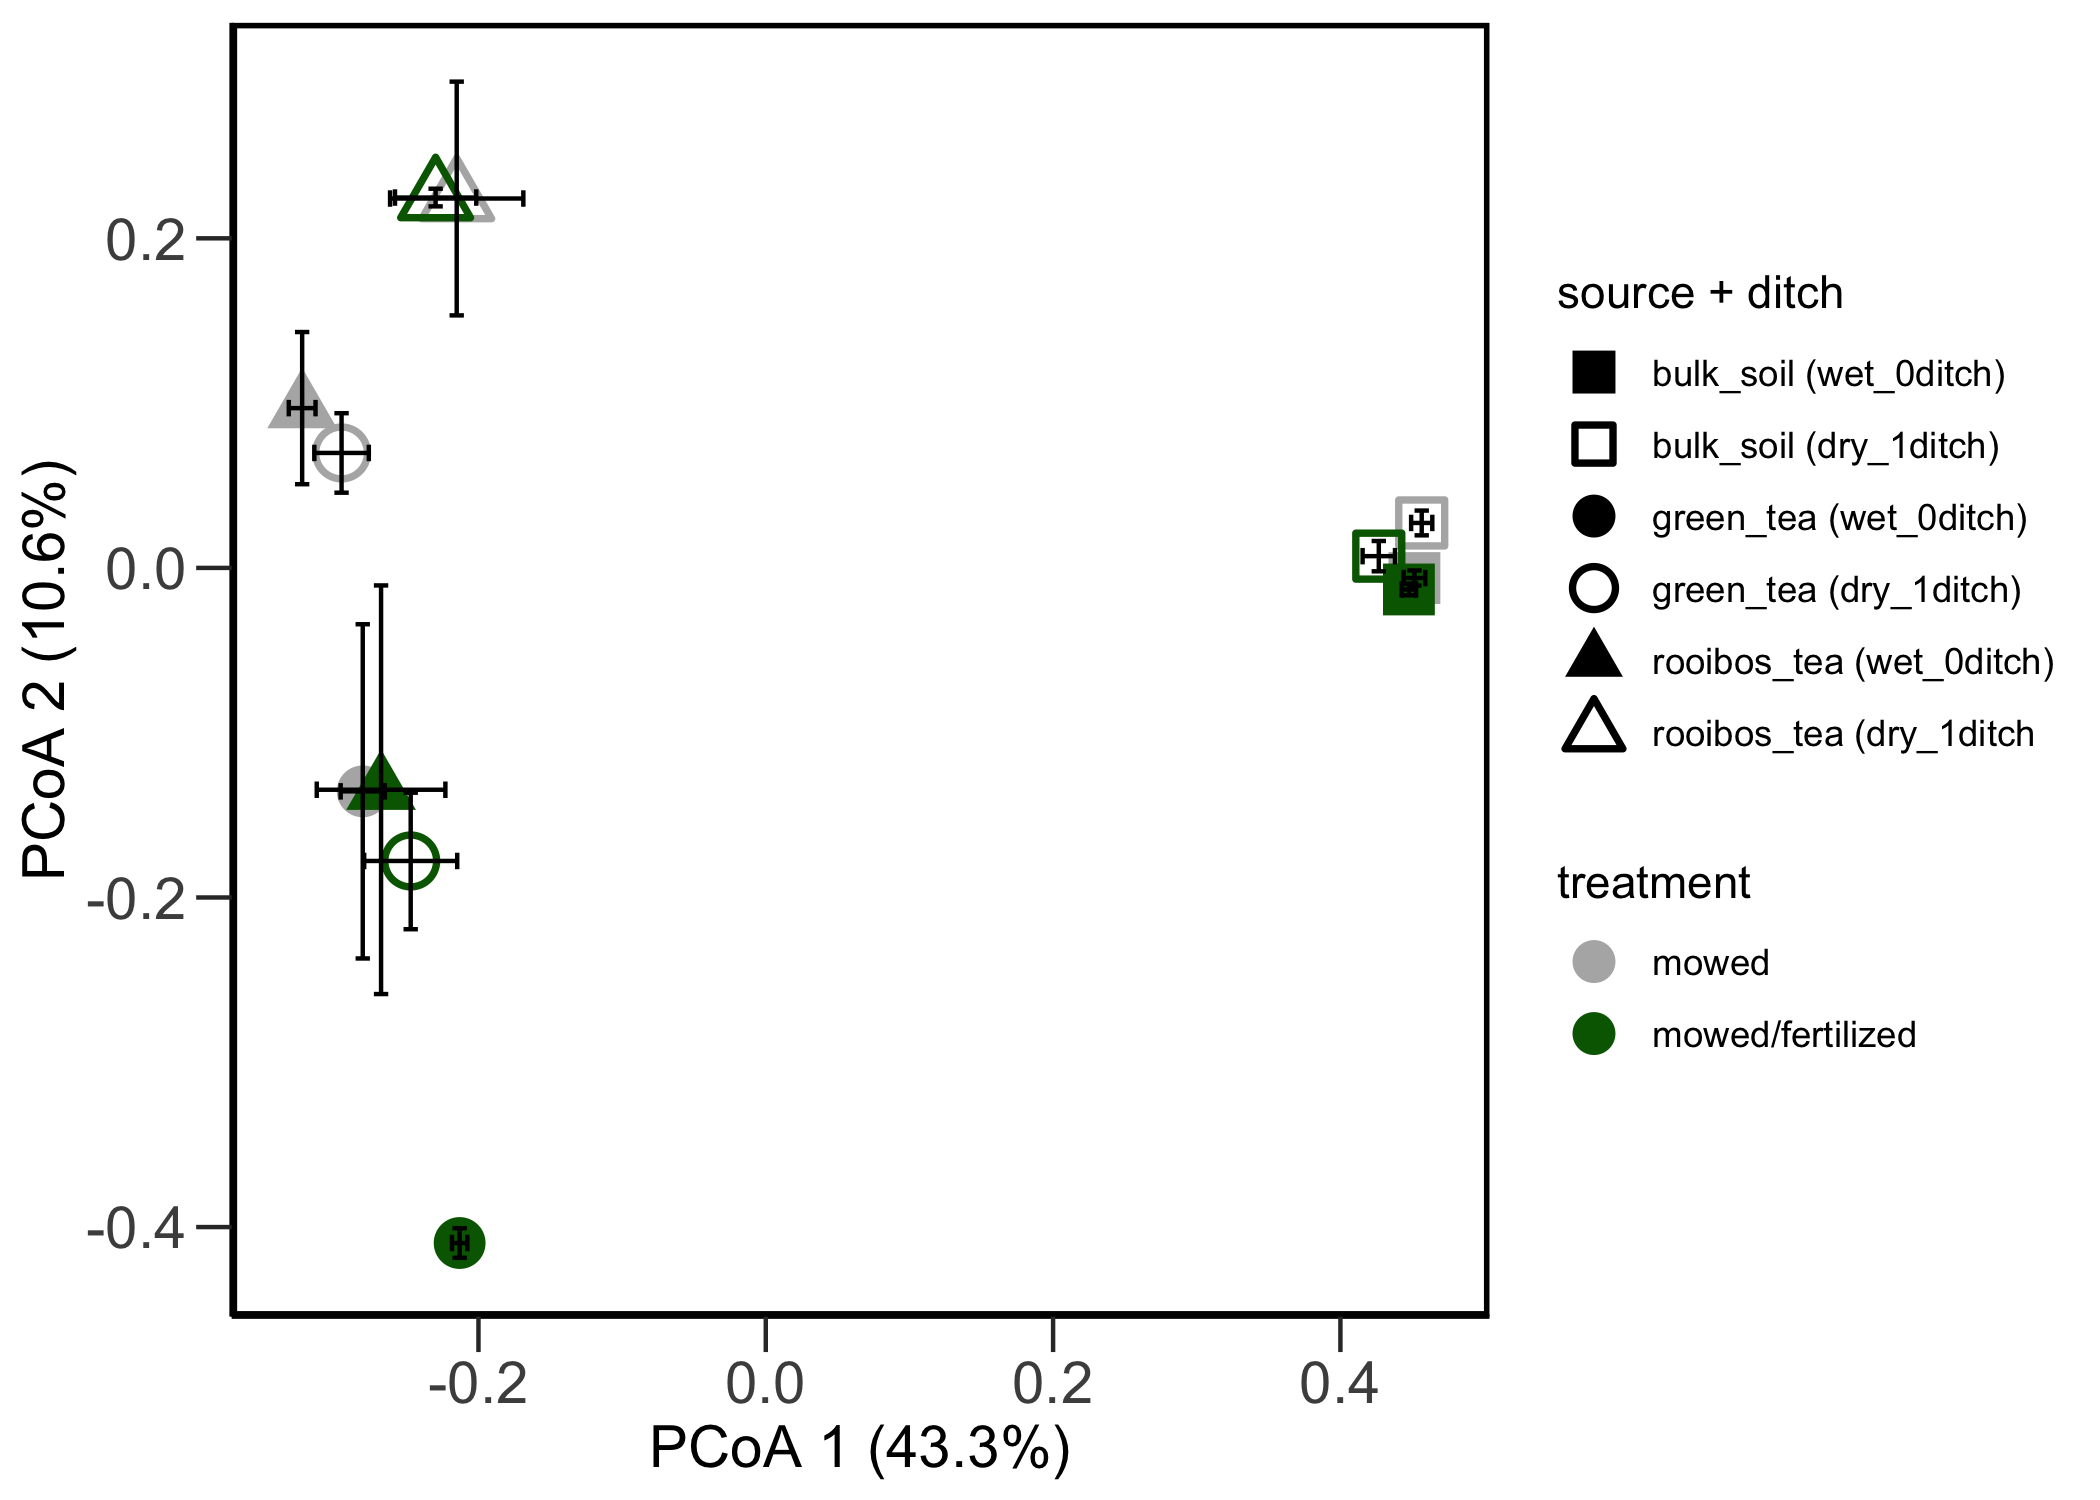 PCoA 2 (10.6%)
0.2
0.0
-0.2
-0.4
-0.2
0.0
0.2
0.4
PCoA 1 (43.3%)
source + ditch
bulk_soil (wet_0ditch)
bulk_soil (dry_1ditch)
green_tea (wet_0ditch)
green_tea (dry_1ditch)
rooibos_tea (wet_0ditch)
rooibos_tea (dry_1ditch
treatment
mowed
mowed/fertilized